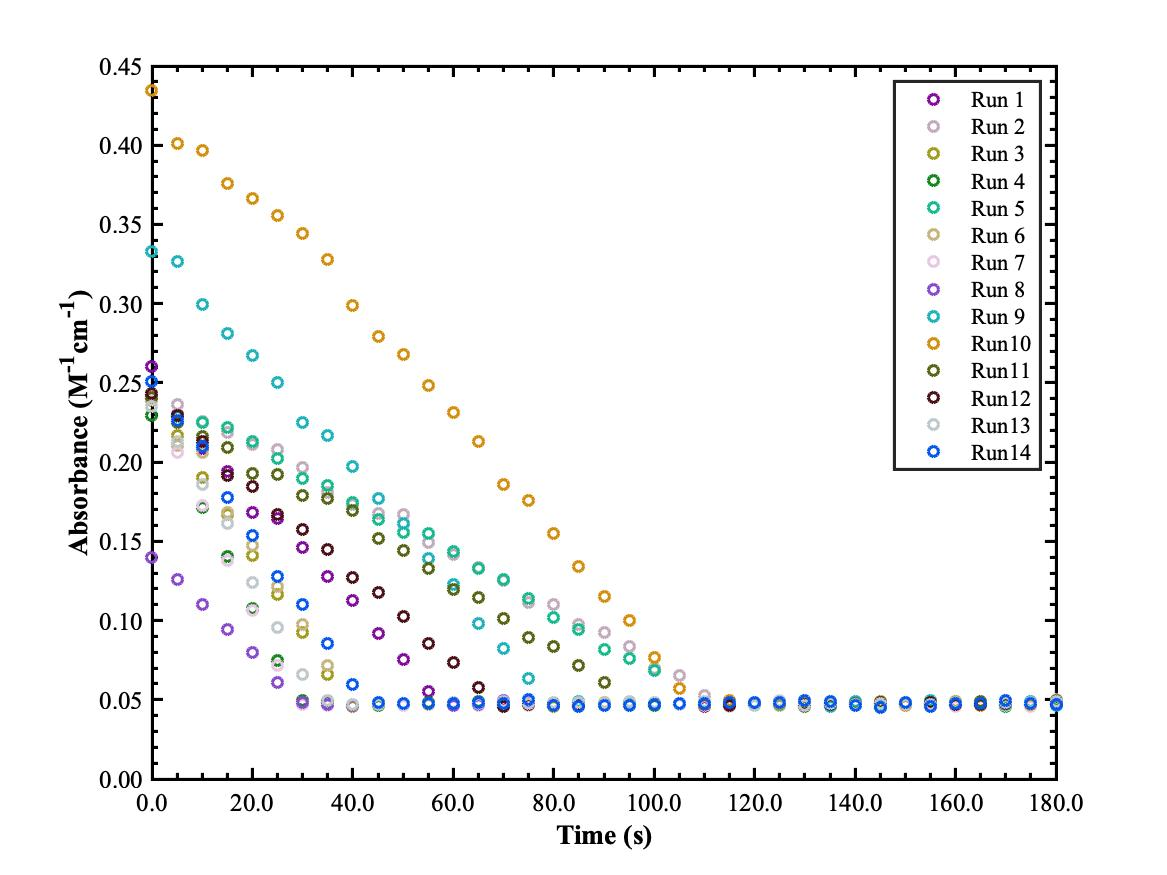 0.45
0.40
0.35
0.30
0.25
0.20
0.15
0.10
0.05
0.00
Absorbance (M⁻¹cm⁻¹)
0.0 20.0 40.0 60.0 80.0 100.0 120.0 140.0 160.0 180.0
Time (s)
Run 1
Run 2
Run 3
Run 4
Run 5
Run 6
Run 7
Run 8
Run 9
Run10
Run11
Run12
Run13
Run14